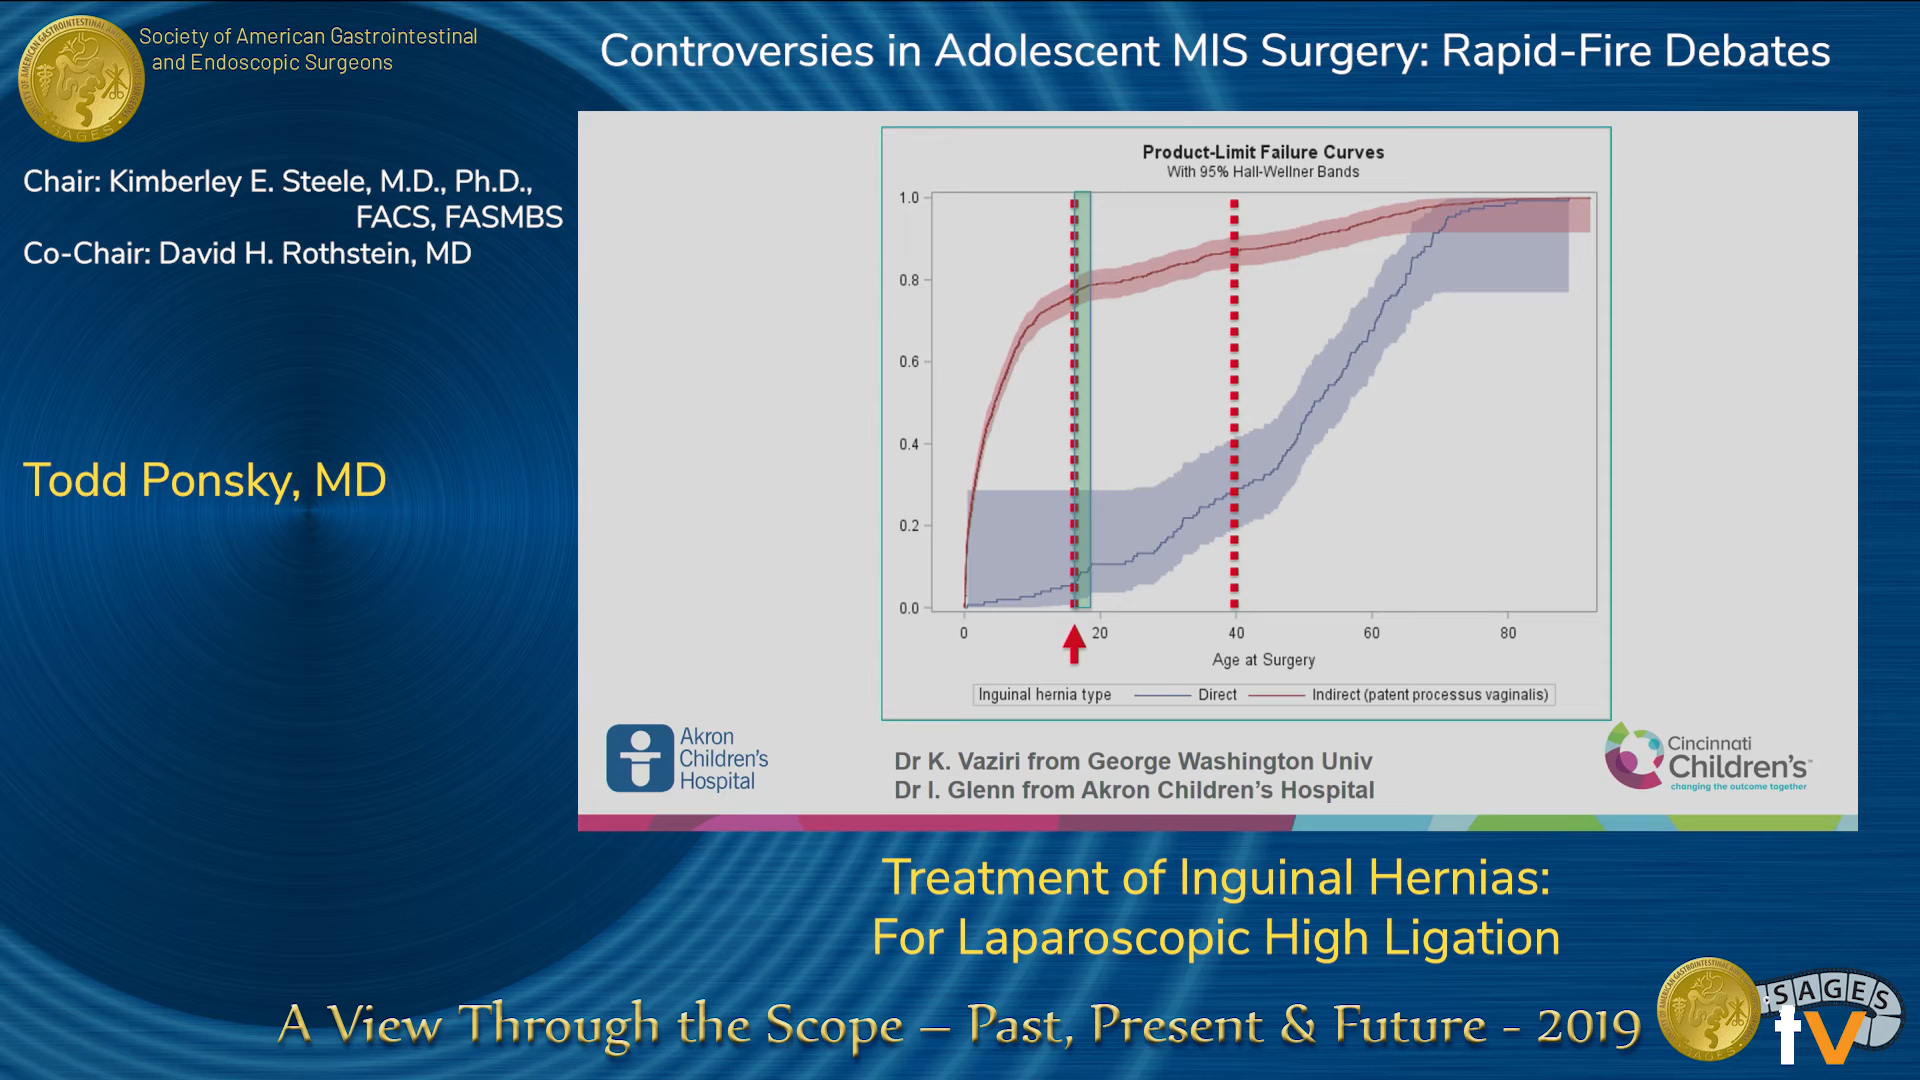 Society of American Gastrointestinal
and Endoscopic Surgeons
Controversies in Adolescent MIS Surgery: Rapid-Fire Debates
Chair: Kimberley E. Steele, M.D., Ph.D.,
FACS, FASMBS
Co-Chair: David H. Rothstein, MD
Todd Ponsky, MD
Product-Limit Failure Curves
With 95% Hall-Wellner Bands
1.0
0.8
0.6
0.4
0.2
0.0
0 20 40 60 80
Age at Surgery
Inguinal hernia type Direct Indirect (patent processus vaginalis)
Akron
Children's
Hospital
Dr K. Vaziri from George Washington Univ
Dr I. Glenn from Akron Children's Hospital
Cincinnati
Children's™
changing the outcome together
Treatment of Inguinal Hernias:
For Laparoscopic High Ligation
A View Through the Scope – Past, Present & Future - 2019
SAGES
tv